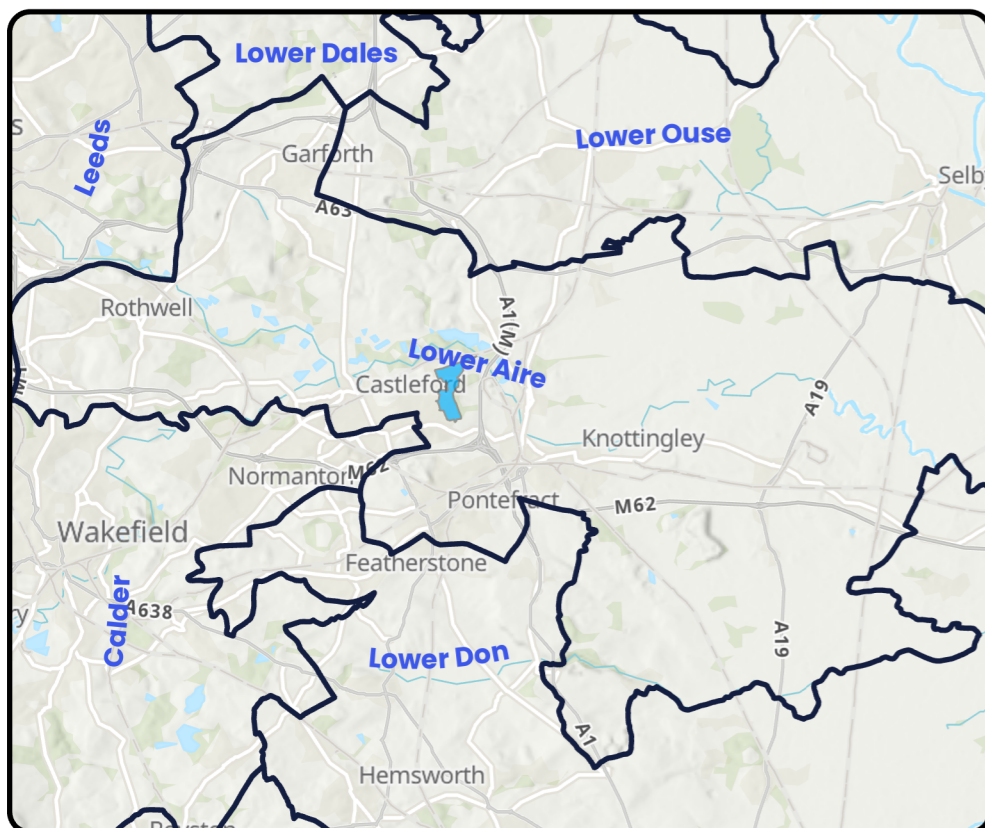 Lower Dales
Leeds
Lower Ouse
Garforth
Selby
A63
Rothwell
A1(M)
Lower Aire
Castleford
A19
Knottingley
Normanton
M62
Pontefract
M62
Wakefield
Featherstone
Calder
A638
A19
Lower Don
A1
Hemsworth